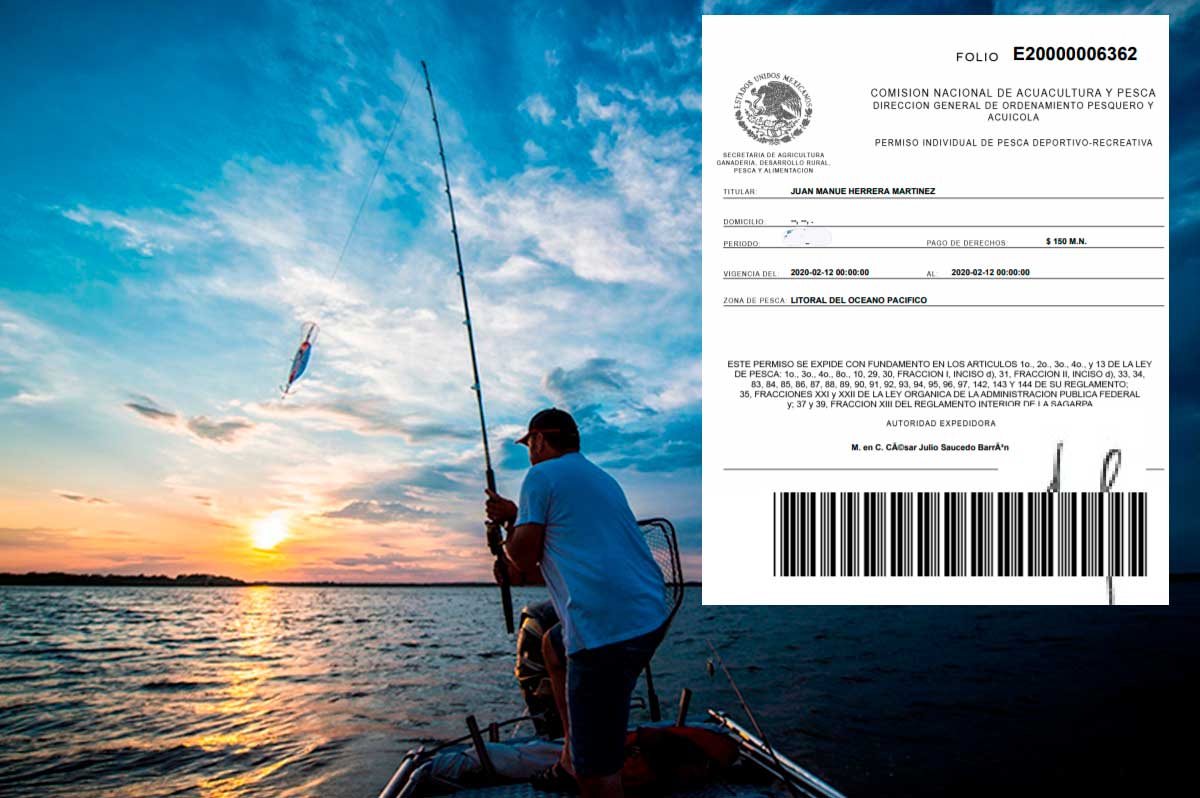 FOLIO E20000006362
ESTADOS UNIDOS MEXICANOS
COMISION NACIONAL DE ACUACULTURA Y PESCA
DIRECCION GENERAL DE ORDENAMIENTO PESQUERO Y
ACUICOLA
PERMISO INDIVIDUAL DE PESCA DEPORTIVO-RECREATIVA
SECRETARIA DE AGRICULTURA
GANADERIA, DESARROLLO RURAL,
PESCA Y ALIMENTACION
TITULAR: JUAN MANUE HERRERA MARTINEZ
DOMICILIO: --, --, .
PERIODO: PAGO DE DERECHOS: $ 150 M.N.
VIGENCIA DEL: 2020-02-12 00:00:00 AL: 2020-02-12 00:00:00
ZONA DE PESCA LITORAL DEL OCEANO PACIFICO
ESTE PERMISO SE EXPIDE CON FUNDAMENTO EN LOS ARTICULOS 1o., 2o., 3o., 4o., y 13 DE LA LEY
DE PESCA: 1o., 3o., 4o., 8o., 10, 29, 30, FRACCION I, INCISO d), 31, FRACCION II, INCISO d), 33, 34,
83, 84, 85, 86, 87, 88, 89, 90, 91, 92, 93, 94, 95, 96, 97, 142, 143 Y 144 DE SU REGLAMENTO;
35, FRACCIONES XXI y XXII DE LA LEY ORGANICA DE LA ADMINISTRACION PUBLICA FEDERAL
y; 37 y 39, FRACCION XIII DEL REGLAMENTO INTERIOR DE LA SAGARPA
AUTORIDAD EXPEDIDORA
M. en C. CÃ©sar Julio Saucedo BarrÃ³n